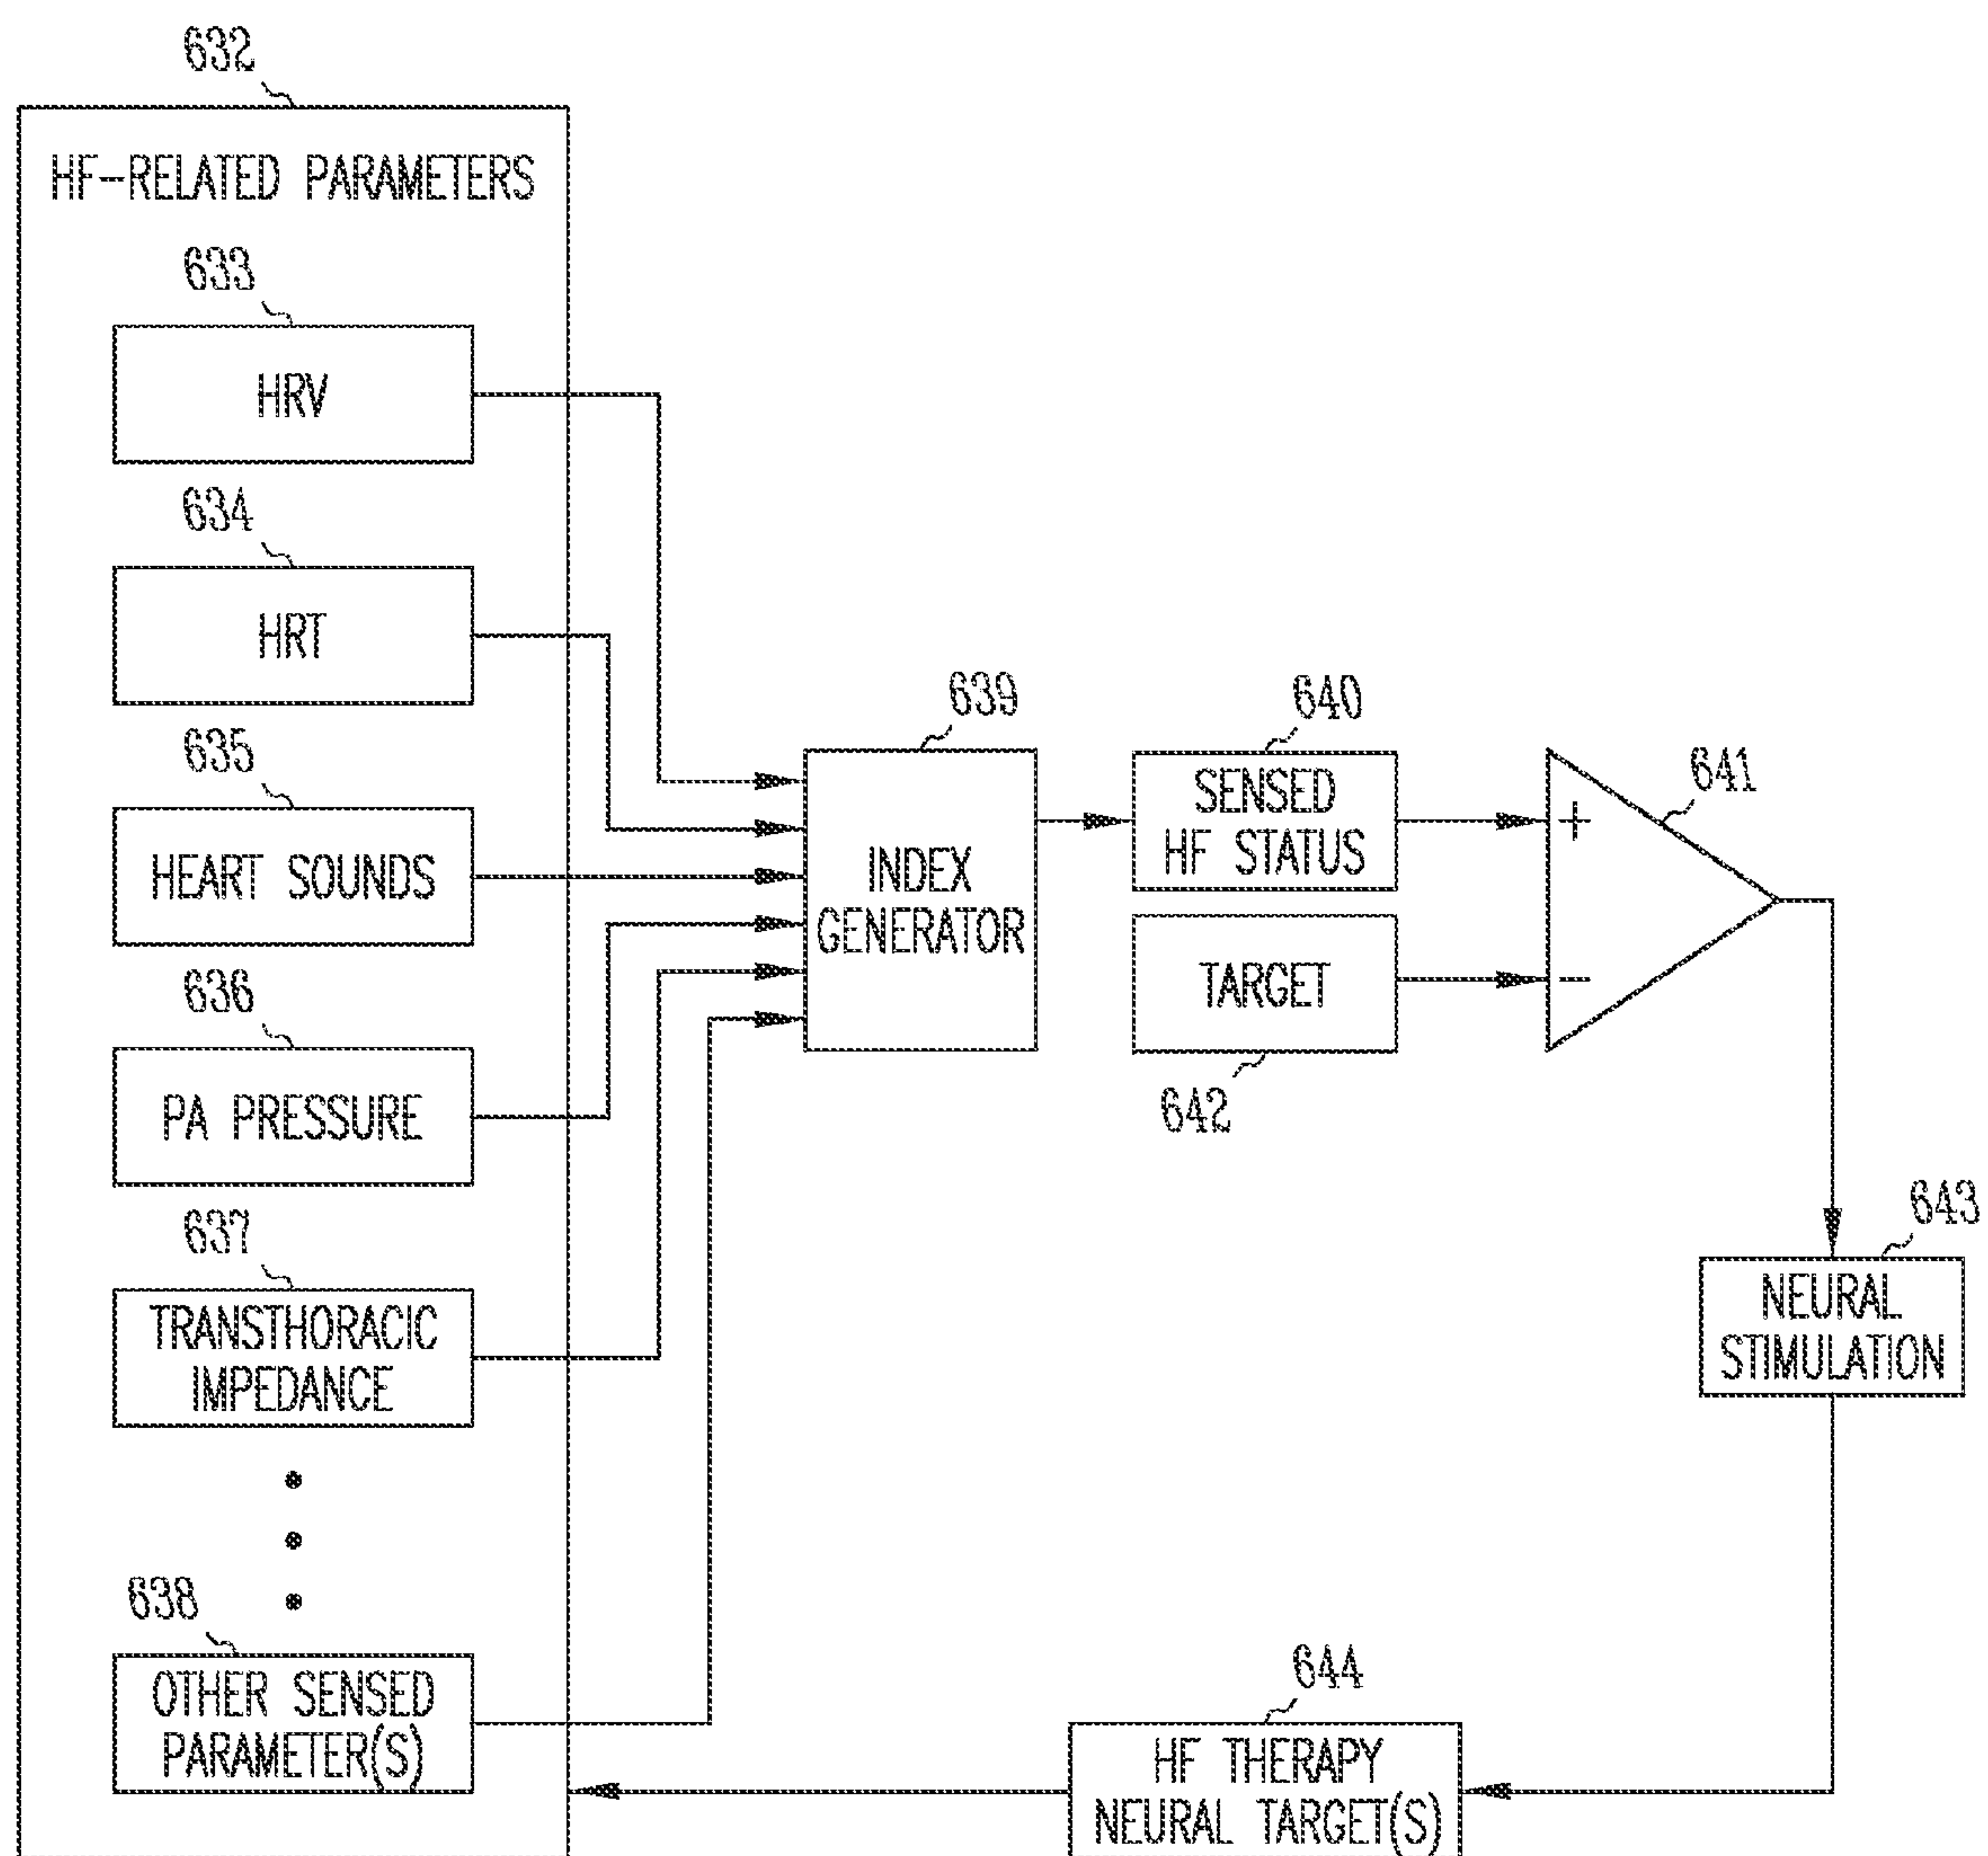 632
HF-RELATED PARAMETERS
633
HRV
634
HRT
635
HEART SOUNDS
636
PA PRESSURE
637
TRANSTHORACIC
IMPEDANCE
638
OTHER SENSED
PARAMETER(S)
639
INDEX
GENERATOR
640
SENSED
HF STATUS
TARGET
642
641
+
−
643
NEURAL
STIMULATION
644
HF THERAPY
NEURAL TARGET(S)